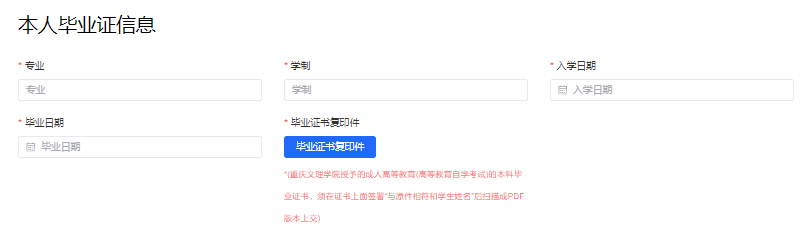 本人毕业证信息
* 专业
* 学制
* 入学日期
专业
学制
入学日期
* 毕业日期
* 毕业证书复印件
毕业日期
毕业证书复印件
*(重庆文理学院授予的成人高等教育(高等教育自学考试)的本科毕
业证书，须在证书上面签署“与原件相符和学生姓名”后扫描成PDF
版本上交)